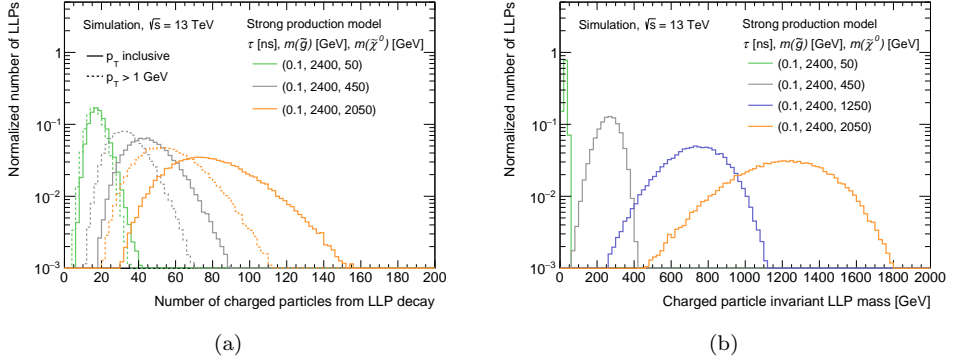 Normalized number of LLPs
Simulation, √s = 13 TeV
p_T inclusive
p_T > 1 GeV
Strong production model
τ [ns], m(g̃) [GeV], m(χ̃⁰) [GeV]
(0.1, 2400, 50)
(0.1, 2400, 450)
(0.1, 2400, 2050)
1
10⁻¹
10⁻²
10⁻³
0 20 40 60 80 100 120 140 160 180 200
Number of charged particles from LLP decay
(a)
Normalized number of LLPs
Simulation, √s = 13 TeV
Strong production model
τ [ns], m(g̃) [GeV], m(χ̃⁰) [GeV]
(0.1, 2400, 50)
(0.1, 2400, 450)
(0.1, 2400, 1250)
(0.1, 2400, 2050)
1
10⁻¹
10⁻²
10⁻³
0 200 400 600 800 1000 1200 1400 1600 1800 2000
Charged particle invariant LLP mass [GeV]
(b)